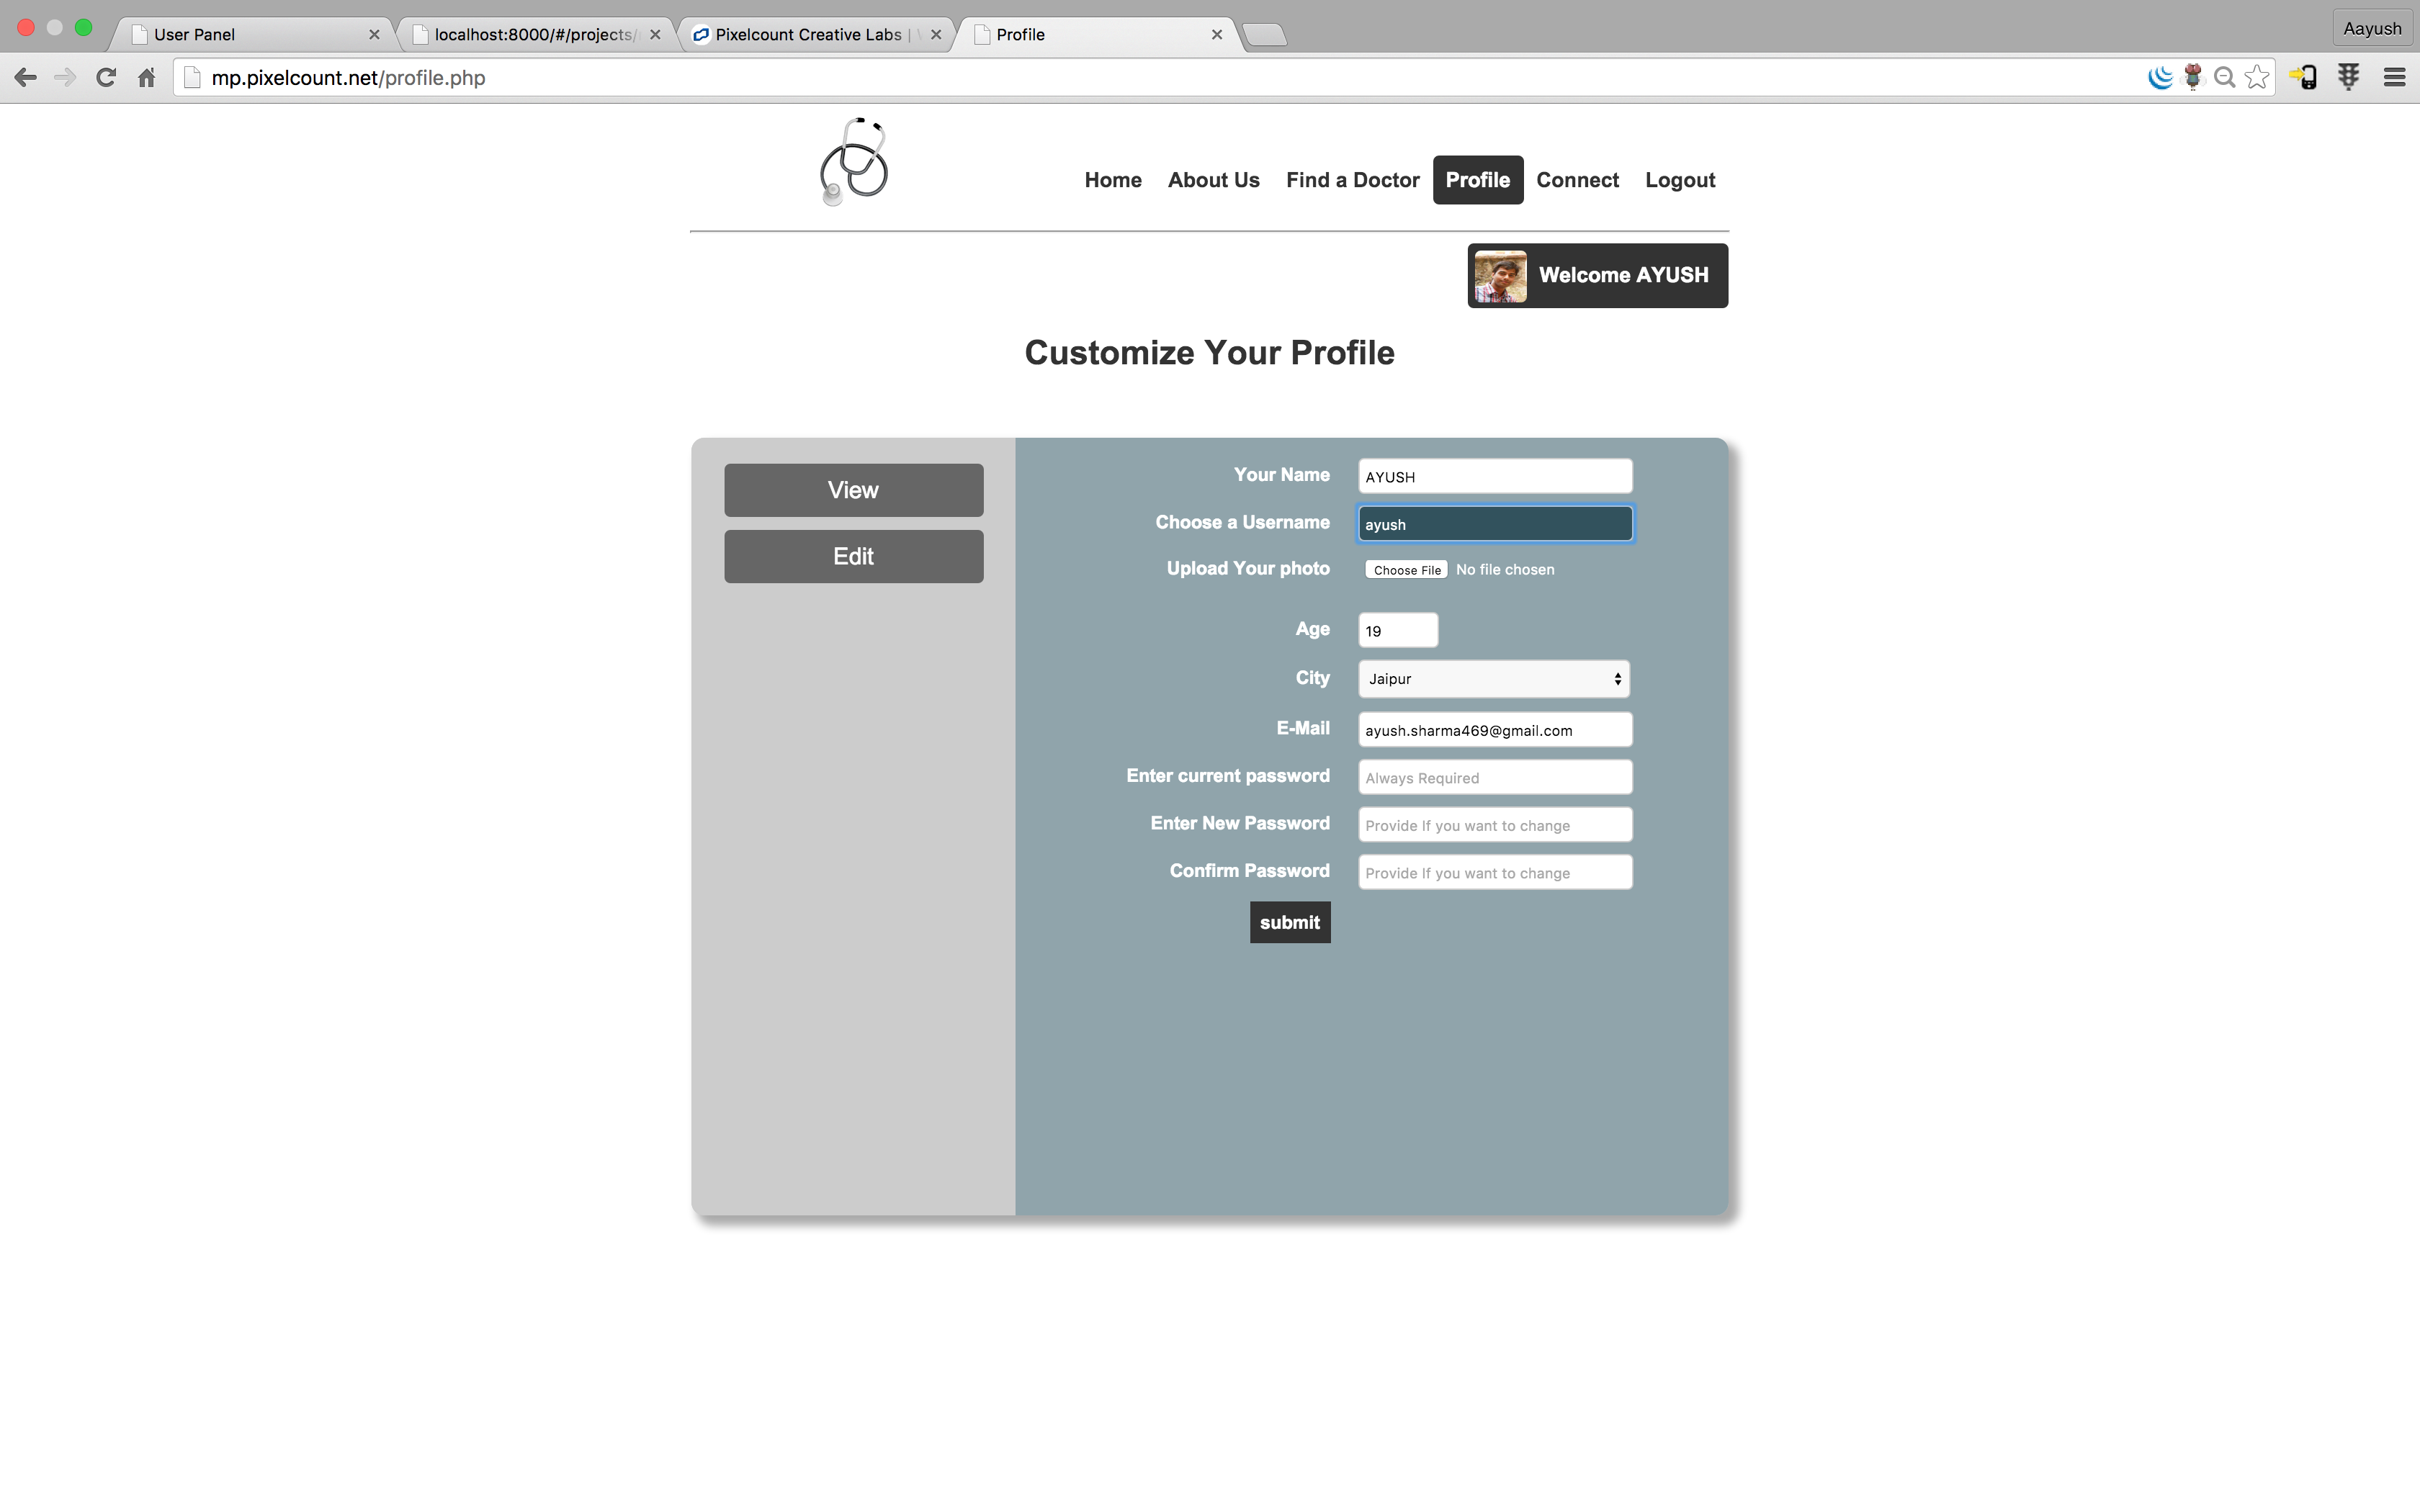 User Panel
localhost:8000/#/projects/
Pixelcount Creative Labs |
Profile
Aayush
mp.pixelcount.net/profile.php
Home About Us Find a Doctor Profile Connect Logout
Welcome AYUSH
Customize Your Profile
View
Edit
Your Name AYUSH
Choose a Username ayush
Upload Your photo Choose File No file chosen
Age 19
City Jaipur
E-Mail ayush.sharma469@gmail.com
Enter current password Always Required
Enter New Password Provide If you want to change
Confirm Password Provide If you want to change
submit